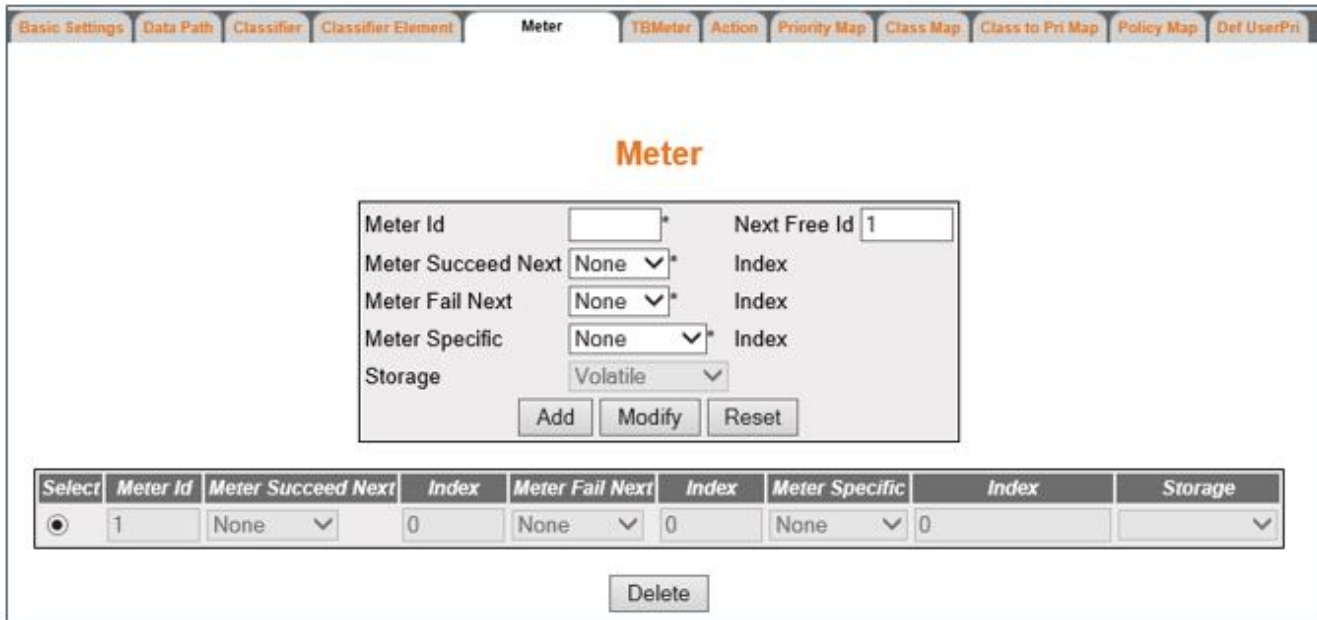 Basic Settings Data Path Classifier Classifier Element Meter TBMeter Action Priority Map Class Map Class to Pri Map Policy Map Def UserPri
Meter
Meter Id * Next Free Id 1
Meter Succeed Next None * Index
Meter Fail Next None * Index
Meter Specific None * Index
Storage Volatile
Add Modify Reset
Select Meter Id Meter Succeed Next Index Meter Fail Next Index Meter Specific Index Storage
1 None 0 None 0 None 0
Delete